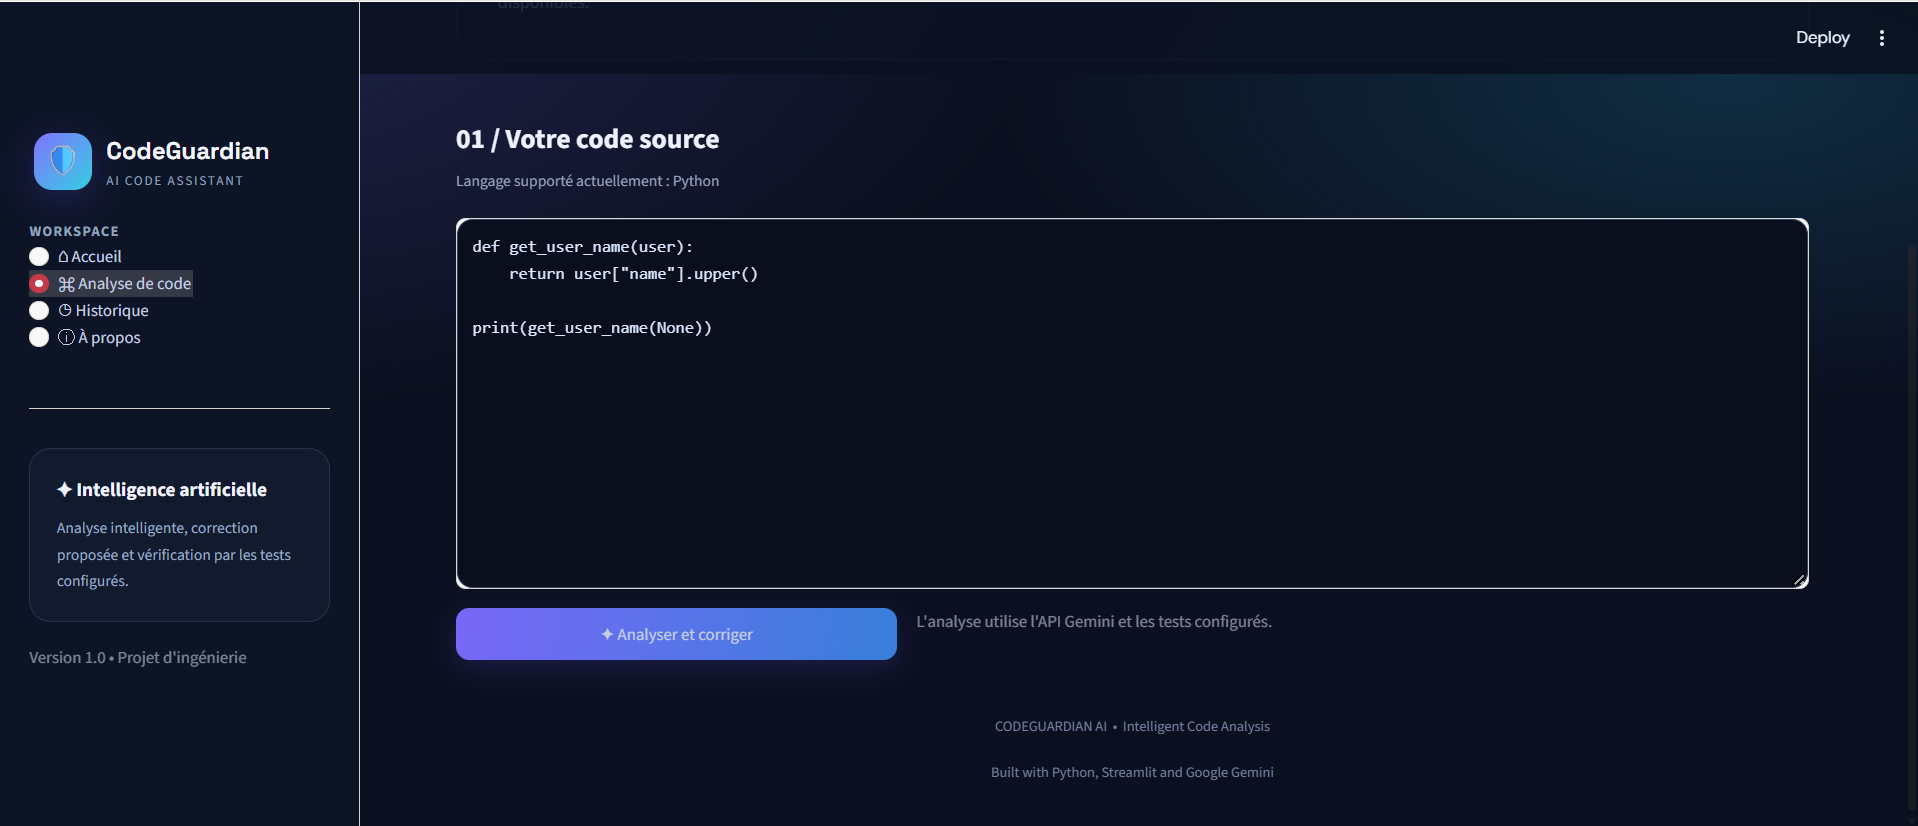 disponibles.
Deploy
CodeGuardian
AI CODE ASSISTANT
WORKSPACE
Accueil
Analyse de code
Historique
À propos
✦ Intelligence artificielle
Analyse intelligente, correction
proposée et vérification par les tests
configurés.
Version 1.0 • Projet d'ingénierie
01 / Votre code source
Langage supporté actuellement : Python
def get_user_name(user):
    return user["name"].upper()
print(get_user_name(None))
✦ Analyser et corriger
L'analyse utilise l'API Gemini et les tests configurés.
CODEGUARDIAN AI • Intelligent Code Analysis
Built with Python, Streamlit and Google Gemini